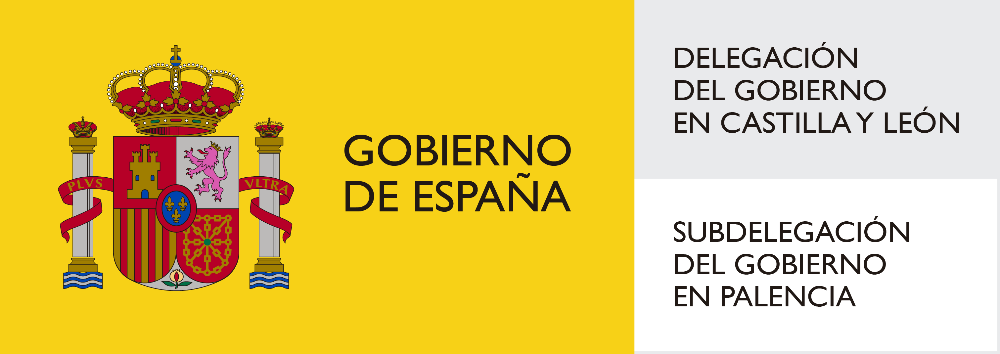 PLVS
VLTRA
GOBIERNO
DE ESPAÑA
DELEGACIÓN
DEL GOBIERNO
EN CASTILLA Y LEÓN
SUBDELEGACIÓN
DEL GOBIERNO
EN PALENCIA